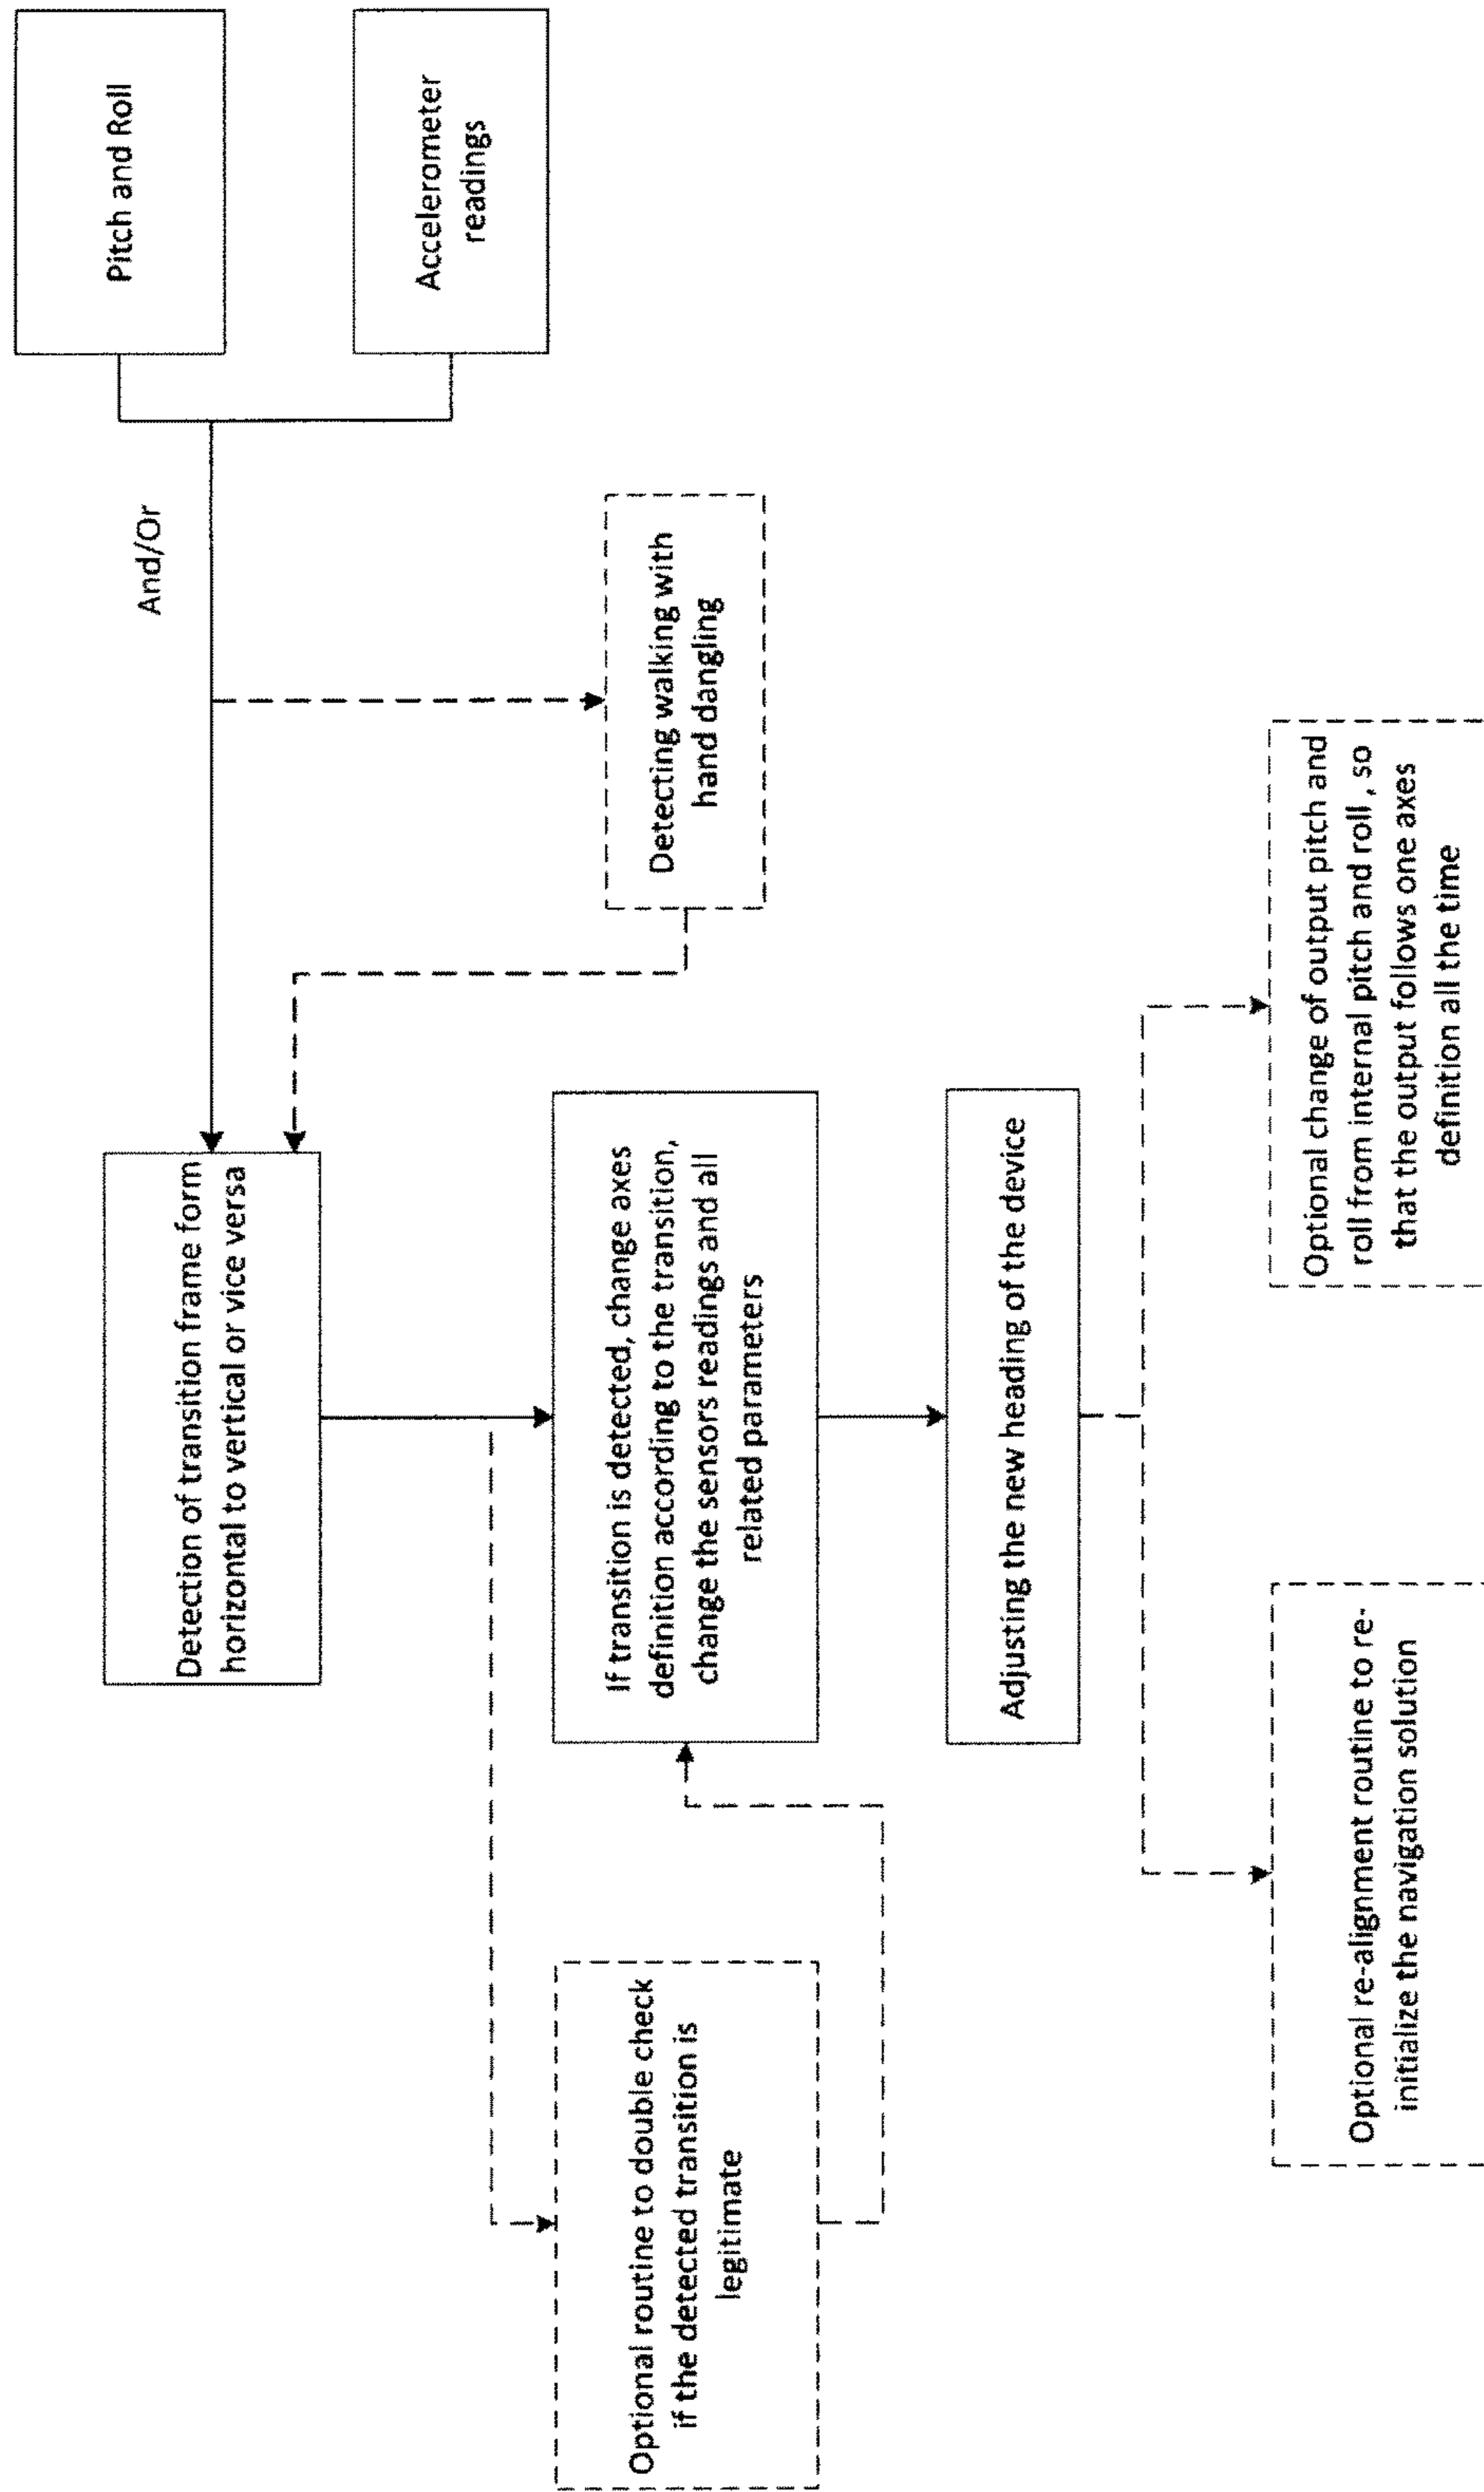 Pitch and Roll
Accelerometer
readings
And/Or
Detecting walking with
hand dangling
Detection of transition frame form
horizontal to vertical or vice versa
Optional routine to double check
if the detected transition is
legitimate
If transition is detected, change axes
definition according to the transition,
change the sensors readings and all
related parameters
Adjusting the new heading of the device
Optional re-alignment routine to re-
initialize the navigation solution
Optional change of output pitch and
roll from internal pitch and roll, so
that the output follows one axes
definition all the time